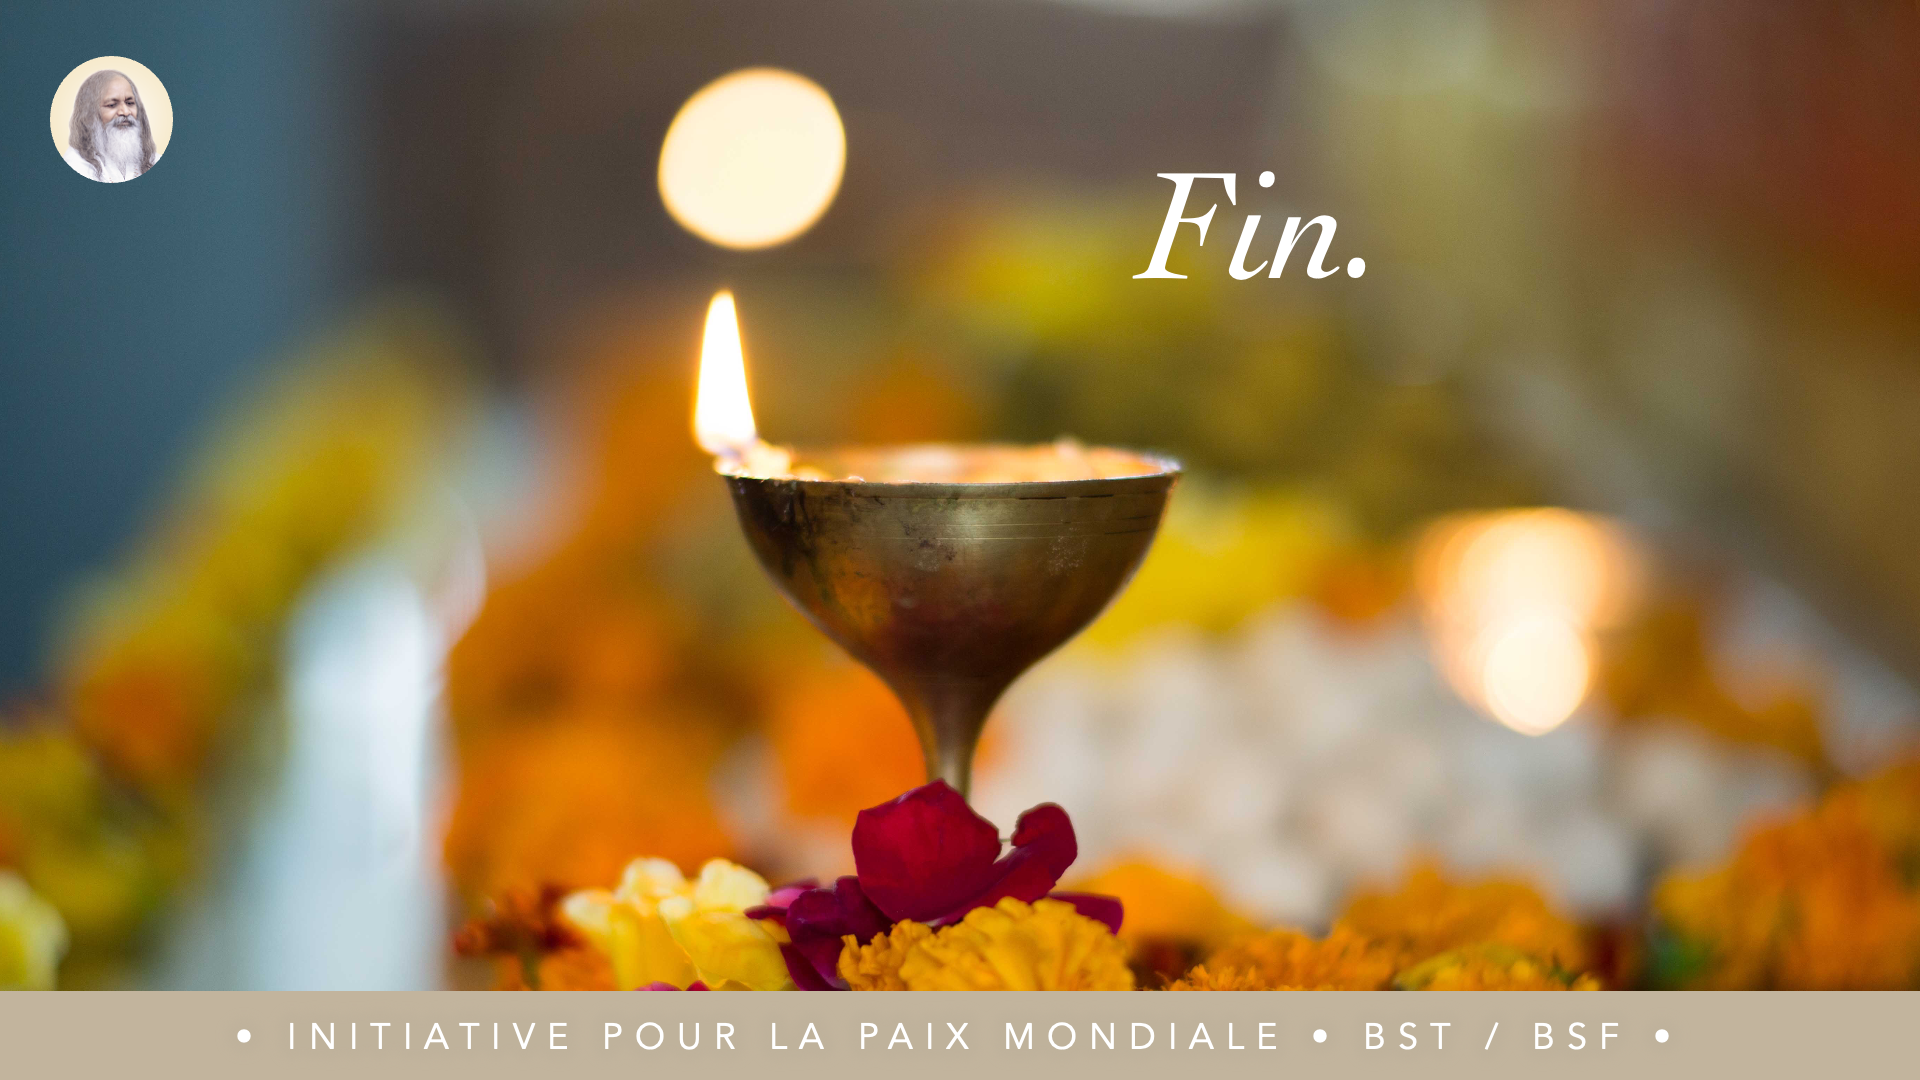 Fin.
• INITIATIVE POUR LA PAIX MONDIALE • BST / BSF •